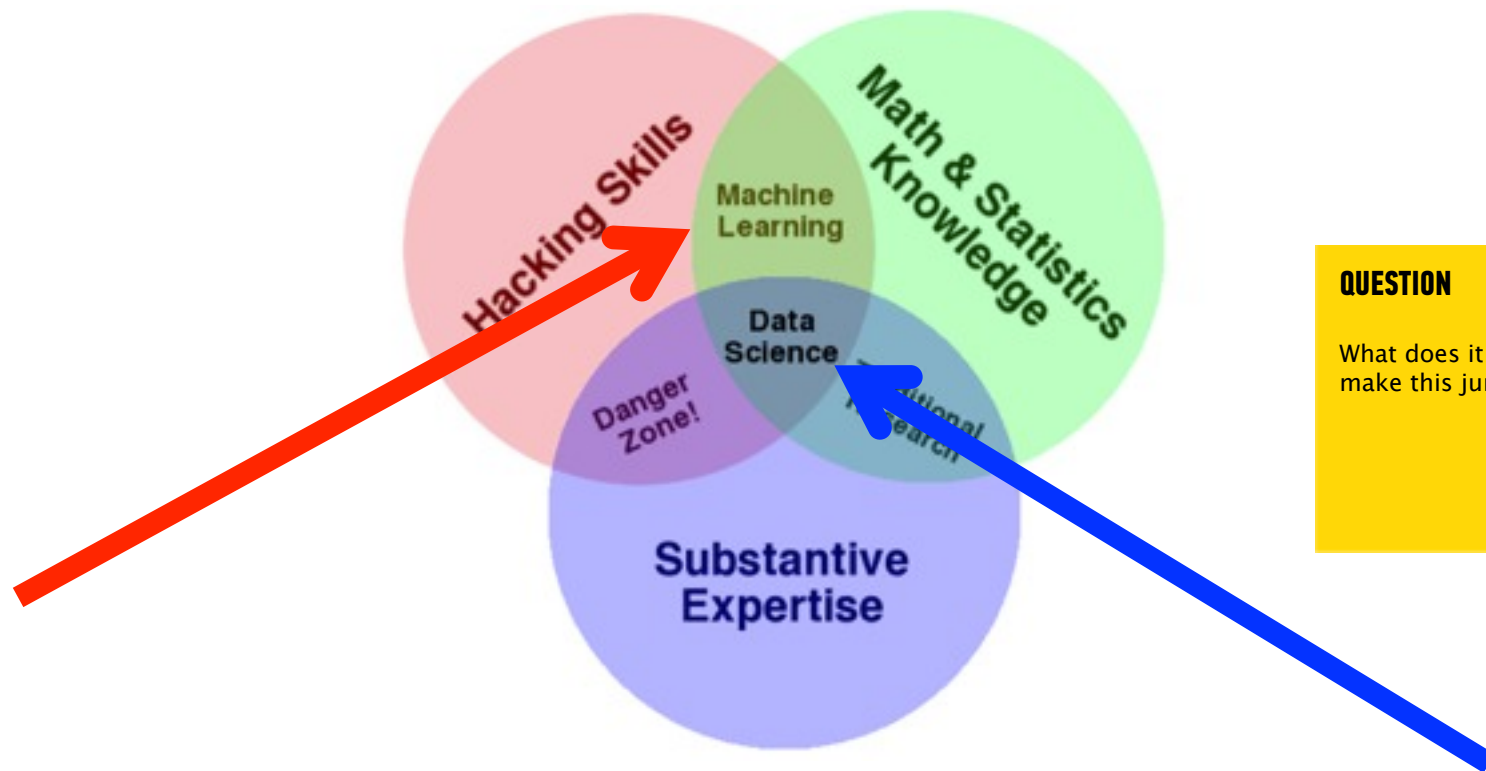 Hacking Skills
Math & Statistics
Knowledge
Machine
Learning
Data
Science
Danger
Zone!
Substantive
Expertise
QUESTION
What does it
make this